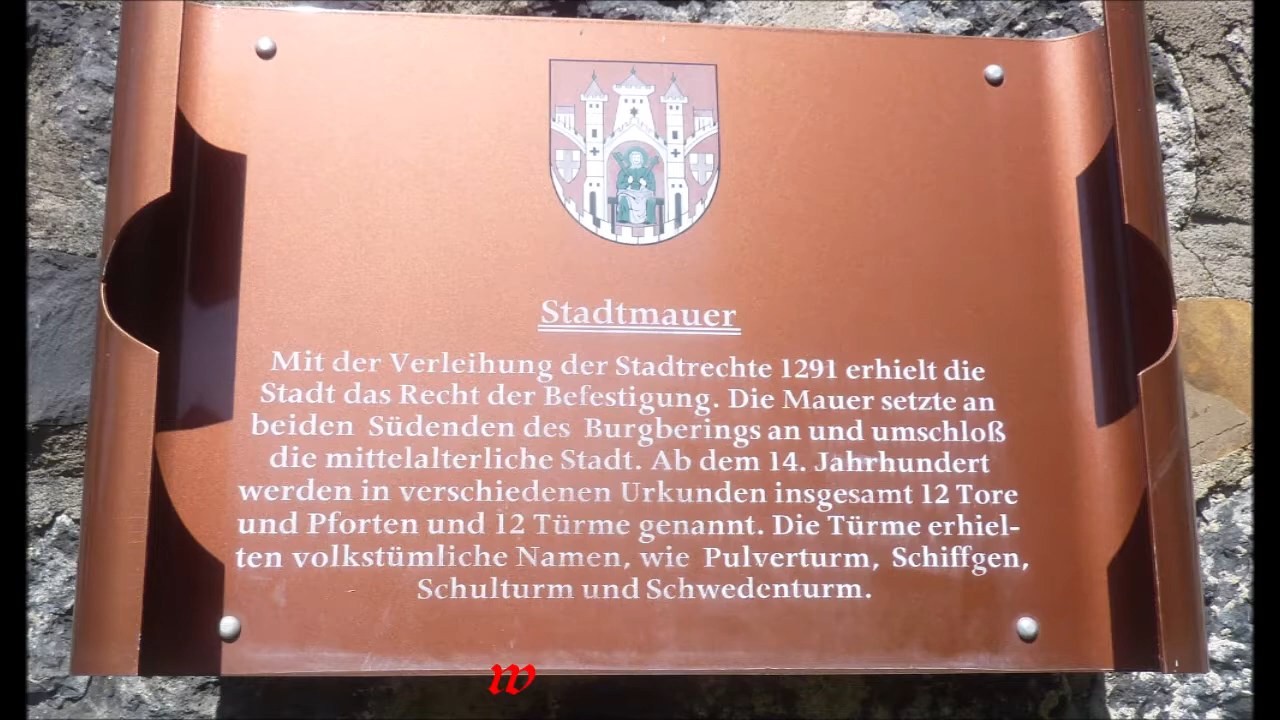 Stadtmauer
Mit der Verleihung der Stadtrechte 1291 erhielt die
Stadt das Recht der Befestigung. Die Mauer setzte an
beiden Südenden des Burgberings an und umschloß
die mittelalterliche Stadt. Ab dem 14. Jahrhundert
werden in verschiedenen Urkunden insgesamt 12 Tore
und Pforten und 12 Türme genannt. Die Türme erhiel-
ten volkstümliche Namen, wie Pulverturm, Schiffgen,
Schulturm und Schwedenturm.
w